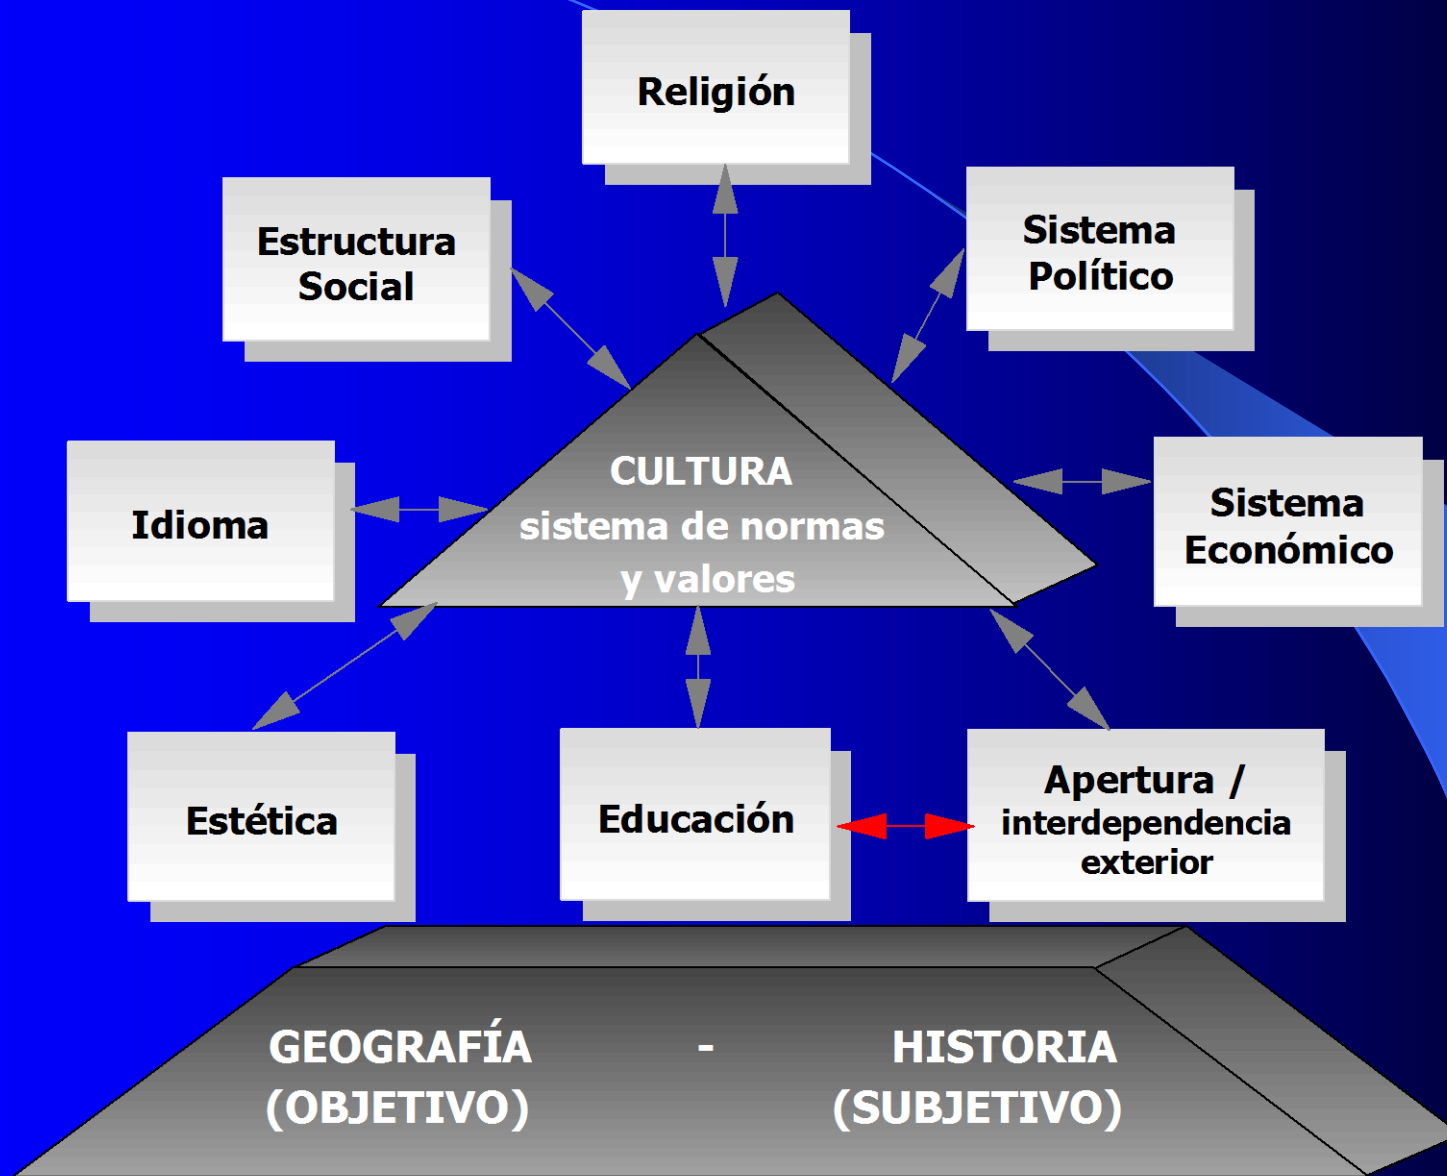 Religión
Estructura
Social
Sistema
Político
Idioma
CULTURA
sistema de normas
y valores
Sistema
Económico
Estética
Educación
Apertura /
interdependencia
exterior
GEOGRAFÍA - HISTORIA
(OBJETIVO) (SUBJETIVO)